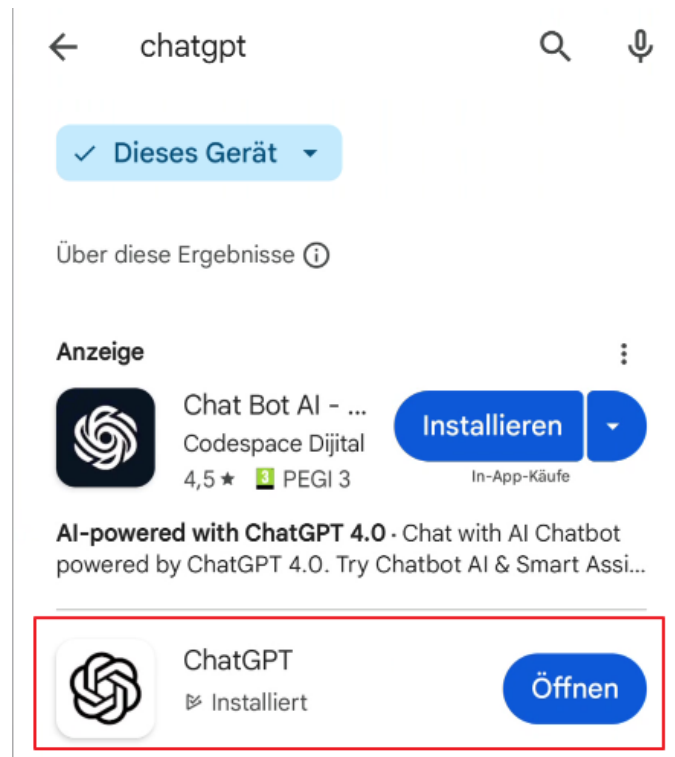 chatgpt
Dieses Gerät
Über diese Ergebnisse
Anzeige
Chat Bot AI - ...
Codespace Dijital
4,5★ 3 PEGI 3
Installieren
In-App-Käufe
AI-powered with ChatGPT 4.0 · Chat with AI Chatbot
powered by ChatGPT 4.0. Try Chatbot AI & Smart Assi...
ChatGPT
Installiert
Öffnen